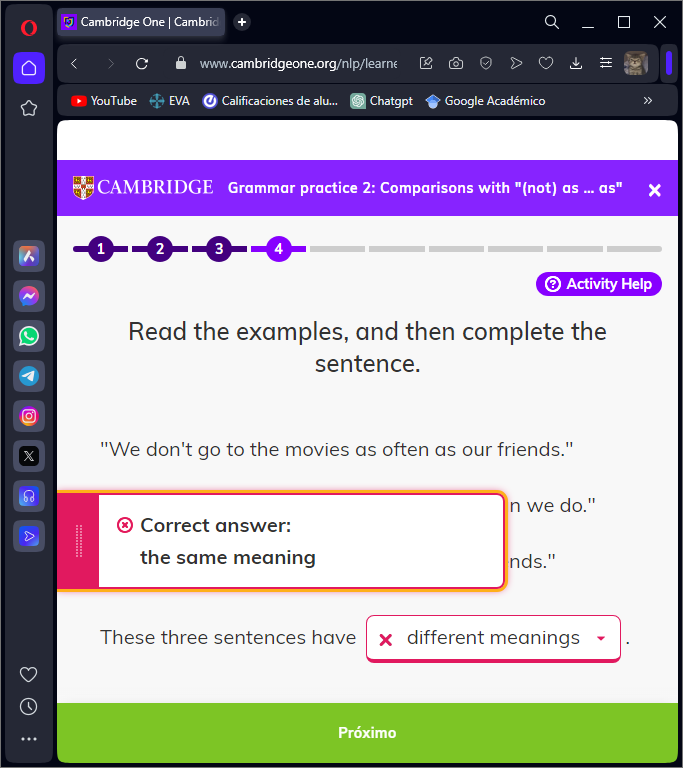 Cambridge One | Cambrid
www.cambridgeone.org/nlp/learne
YouTube EVA Calificaciones de alu... Chatgpt Google Académico »
CAMBRIDGE Grammar practice 2: Comparisons with "(not) as ... as"
1 2 3 4
Activity Help
Read the examples, and then complete the
sentence.
"We don't go to the movies as often as our friends."
n we do."
Correct answer:
the same meaning
nds."
These three sentences have different meanings .
Próximo